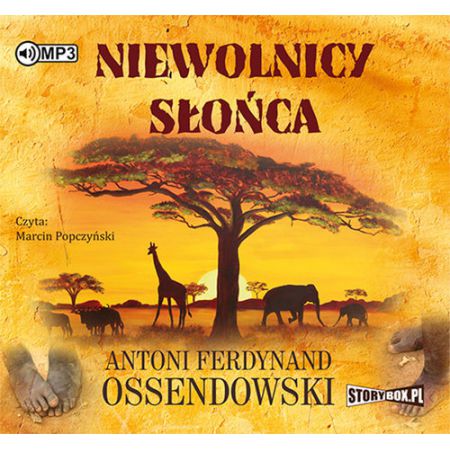 MP3
NIEWOLNICY
SŁOŃCA
Czyta:
Marcin Popczyński
ANTONI FERDYNAND
OSSENDOWSKI
STORYBOX.PL